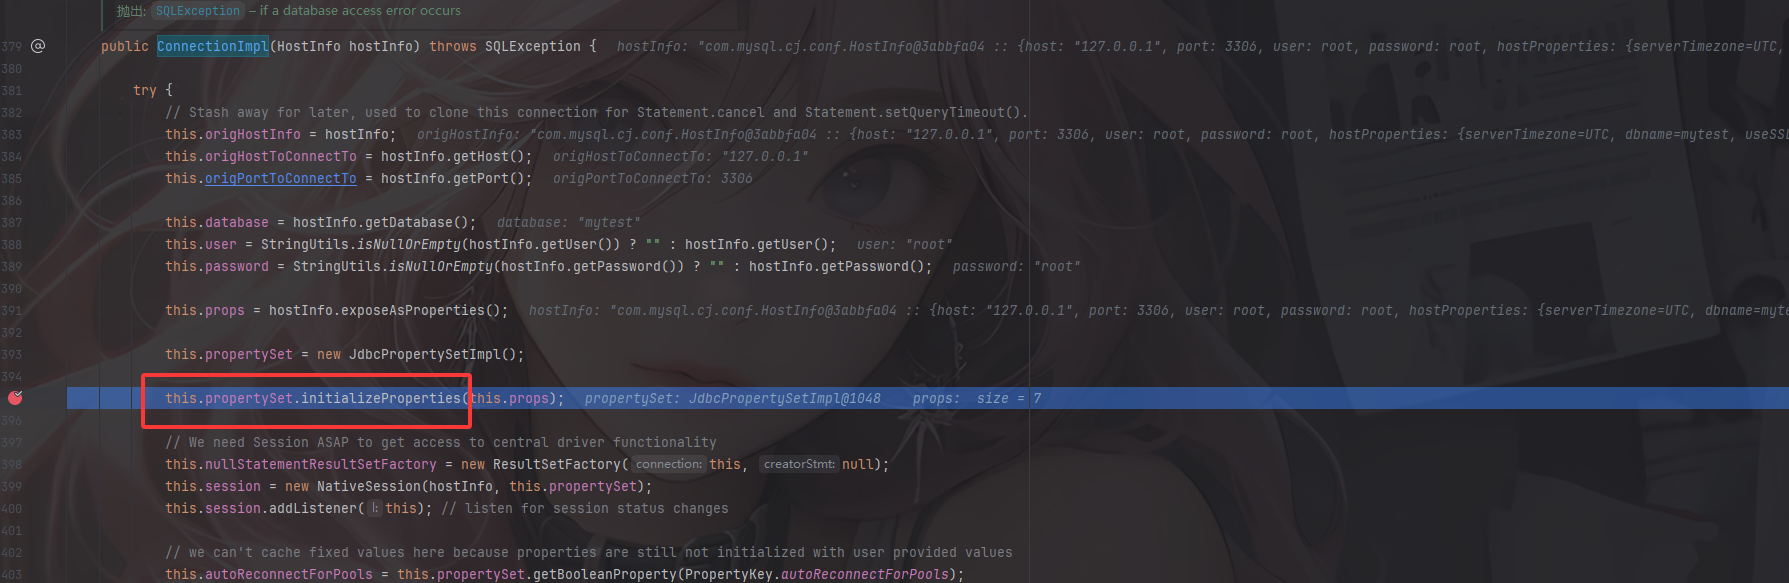 抛出: SQLException – if a database access error occurs
379 @ public ConnectionImpl(HostInfo hostInfo) throws SQLException { hostInfo: "com.mysql.cj.conf.HostInfo@3abbfa04 :: {host: "127.0.0.1", port: 3306, user: root, password: root, hostProperties: {serverTimezone=UTC,
380
381 try {
382 // Stash away for later, used to clone this connection for Statement.cancel and Statement.setQueryTimeout().
383 this.origHostInfo = hostInfo; origHostInfo: "com.mysql.cj.conf.HostInfo@3abbfa04 :: {host: "127.0.0.1", port: 3306, user: root, password: root, hostProperties: {serverTimezone=UTC, dbname=mytest, useSSL
384 this.origHostToConnectTo = hostInfo.getHost(); origHostToConnectTo: "127.0.0.1"
385 this.origPortToConnectTo = hostInfo.getPort(); origPortToConnectTo: 3306
386
387 this.database = hostInfo.getDatabase(); database: "mytest"
388 this.user = StringUtils.isNullOrEmpty(hostInfo.getUser()) ? "" : hostInfo.getUser(); user: "root"
389 this.password = StringUtils.isNullOrEmpty(hostInfo.getPassword()) ? "" : hostInfo.getPassword(); password: "root"
390
391 this.props = hostInfo.exposeAsProperties(); hostInfo: "com.mysql.cj.conf.HostInfo@3abbfa04 :: {host: "127.0.0.1", port: 3306, user: root, password: root, hostProperties: {serverTimezone=UTC, dbname=myte
392
393 this.propertySet = new JdbcPropertySetImpl();
394
this.propertySet.initializeProperties(this.props); propertySet: JdbcPropertySetImpl@1048 props: size = 7
396
397 // We need Session ASAP to get access to central driver functionality
398 this.nullStatementResultSetFactory = new ResultSetFactory( connection: this, creatorStmt: null);
399 this.session = new NativeSession(hostInfo, this.propertySet);
400 this.session.addListener( l: this); // listen for session status changes
401
402 // we can't cache fixed values here because properties are still not initialized with user provided values
403 this.autoReconnectForPools = this.propertySet.getBooleanProperty(PropertyKey.autoReconnectForPools);